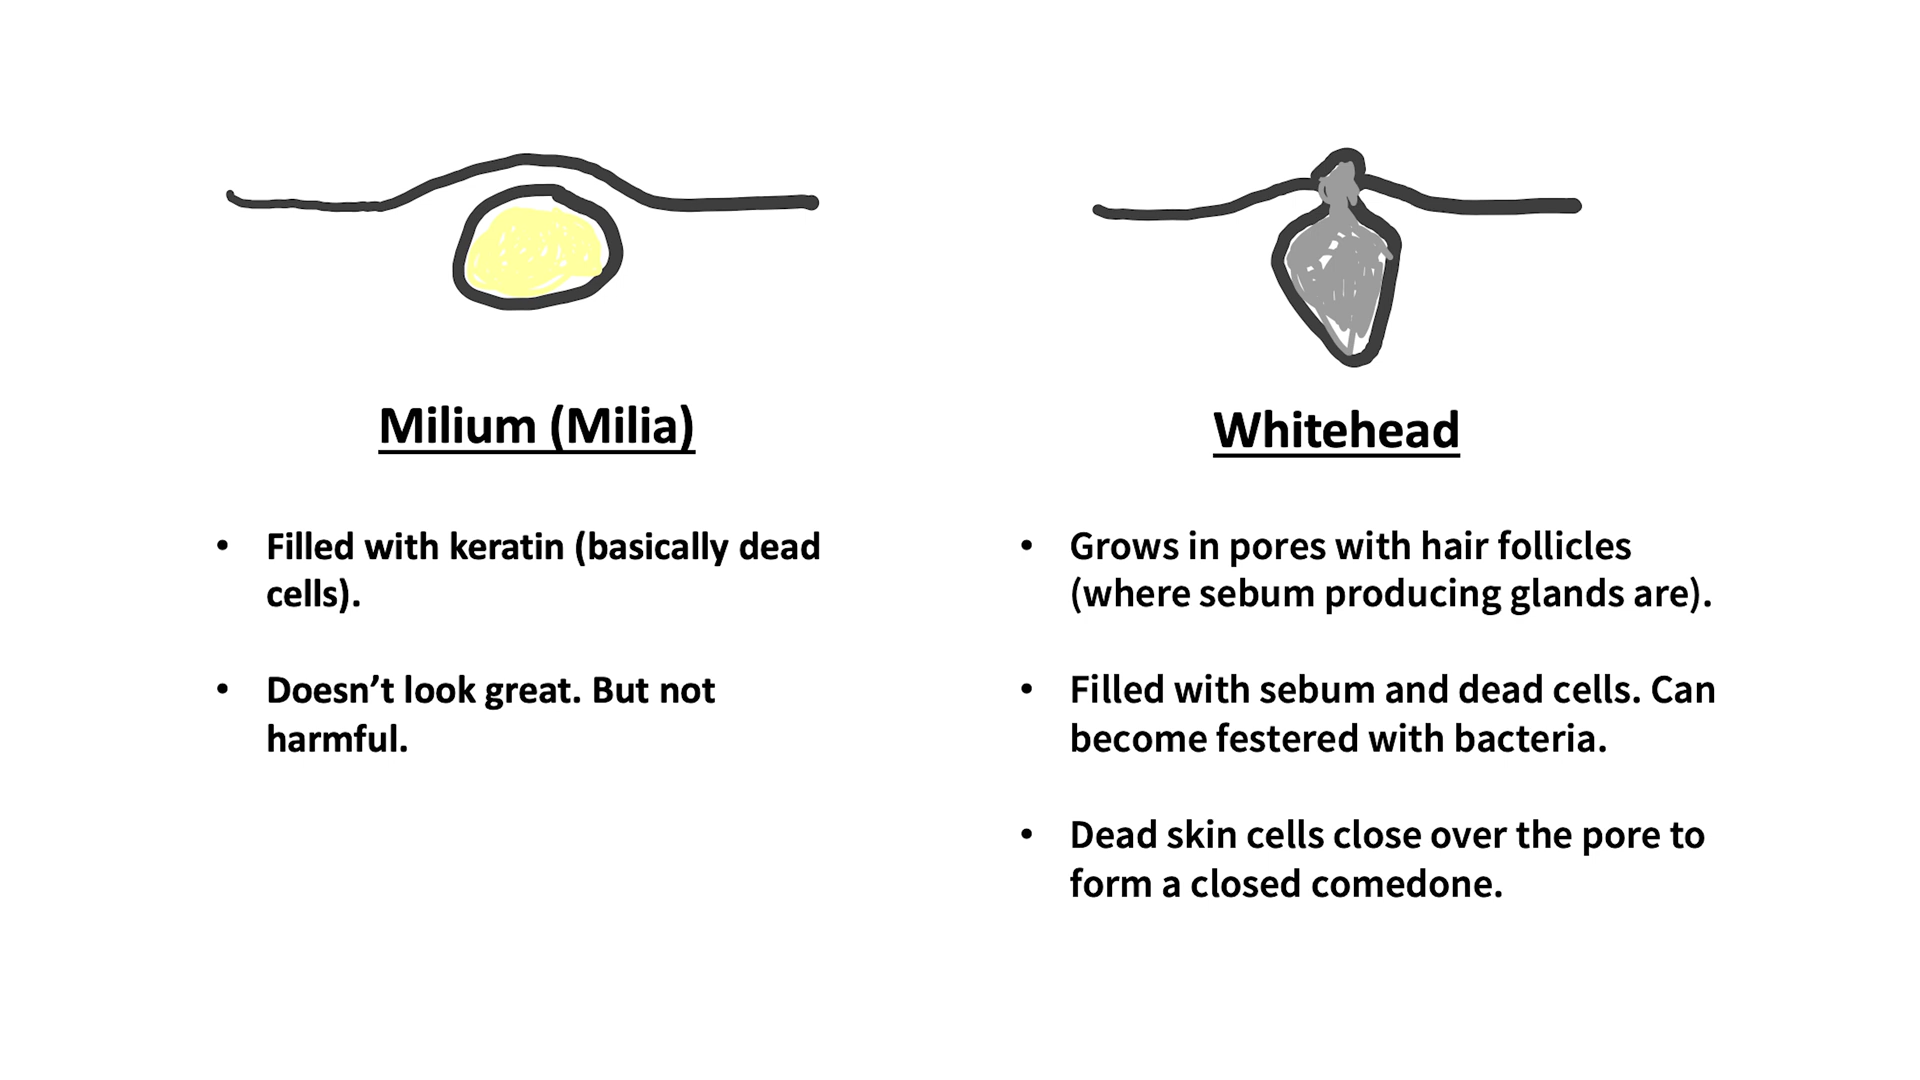 Milium (Milia)
• Filled with keratin (basically dead
cells).
• Doesn’t look great. But not
harmful.
Whitehead
• Grows in pores with hair follicles
(where sebum producing glands are).
• Filled with sebum and dead cells. Can
become festered with bacteria.
• Dead skin cells close over the pore to
form a closed comedone.